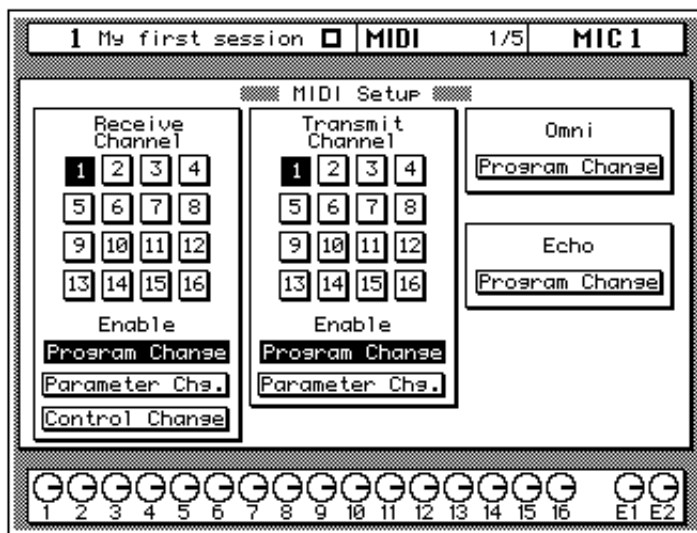 1 My first session MIDI 1/5 MIC 1
MIDI Setup
Receive
Channel
1 2 3 4
5 6 7 8
9 10 11 12
13 14 15 16
Enable
Program Change
Parameter Chg.
Control Change
Transmit
Channel
1 2 3 4
5 6 7 8
9 10 11 12
13 14 15 16
Enable
Program Change
Parameter Chg.
Omni
Program Change
Echo
Program Change
1 2 3 4 5 6 7 8 9 10 11 12 13 14 15 16 E1 E2